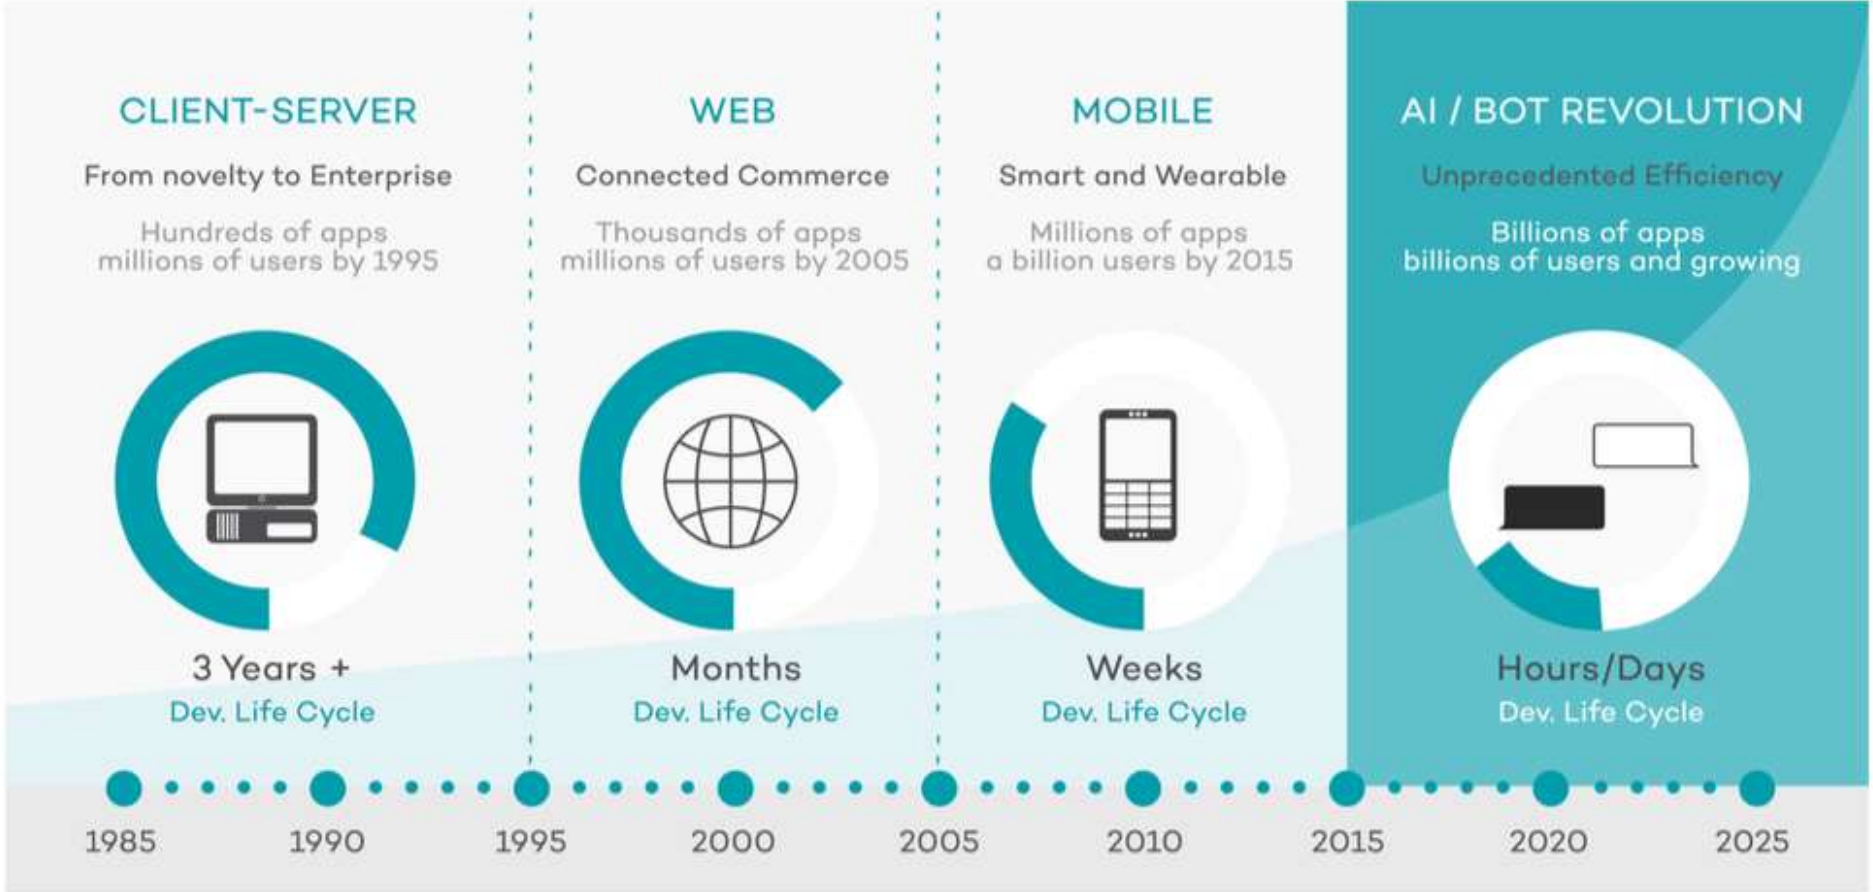 CLIENT-SERVER
From novelty to Enterprise
Hundreds of apps
millions of users by 1995
3 Years +
Dev. Life Cycle
WEB
Connected Commerce
Thousands of apps
millions of users by 2005
Months
Dev. Life Cycle
MOBILE
Smart and Wearable
Millions of apps
a billion users by 2015
Weeks
Dev. Life Cycle
AI / BOT REVOLUTION
Unprecedented Efficiency
Billions of apps
billions of users and growing
Hours/Days
Dev. Life Cycle
1985 1990 1995 2000 2005 2010 2015 2020 2025